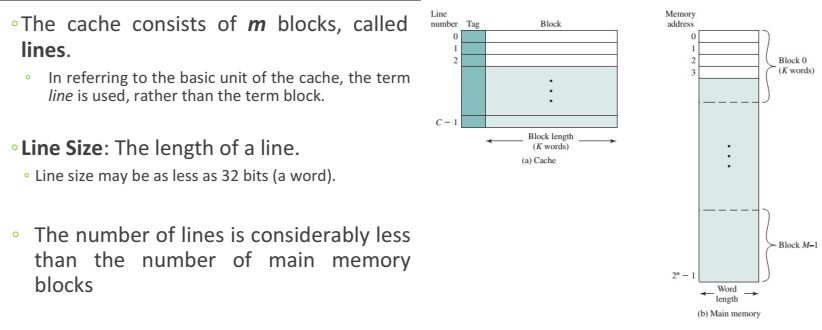 The cache consists of m blocks, called
lines.
In referring to the basic unit of the cache, the term
line is used, rather than the term block.
Line Size: The length of a line.
Line size may be as less as 32 bits (a word).
The number of lines is considerably less
than the number of main memory
blocks
Line
number Tag Block
0
1
2
C − 1
Block length
(K words)
(a) Cache
Memory
address
0
1
2
3
Block 0
(K words)
Block M–1
2ⁿ − 1
Word
length
(b) Main memory